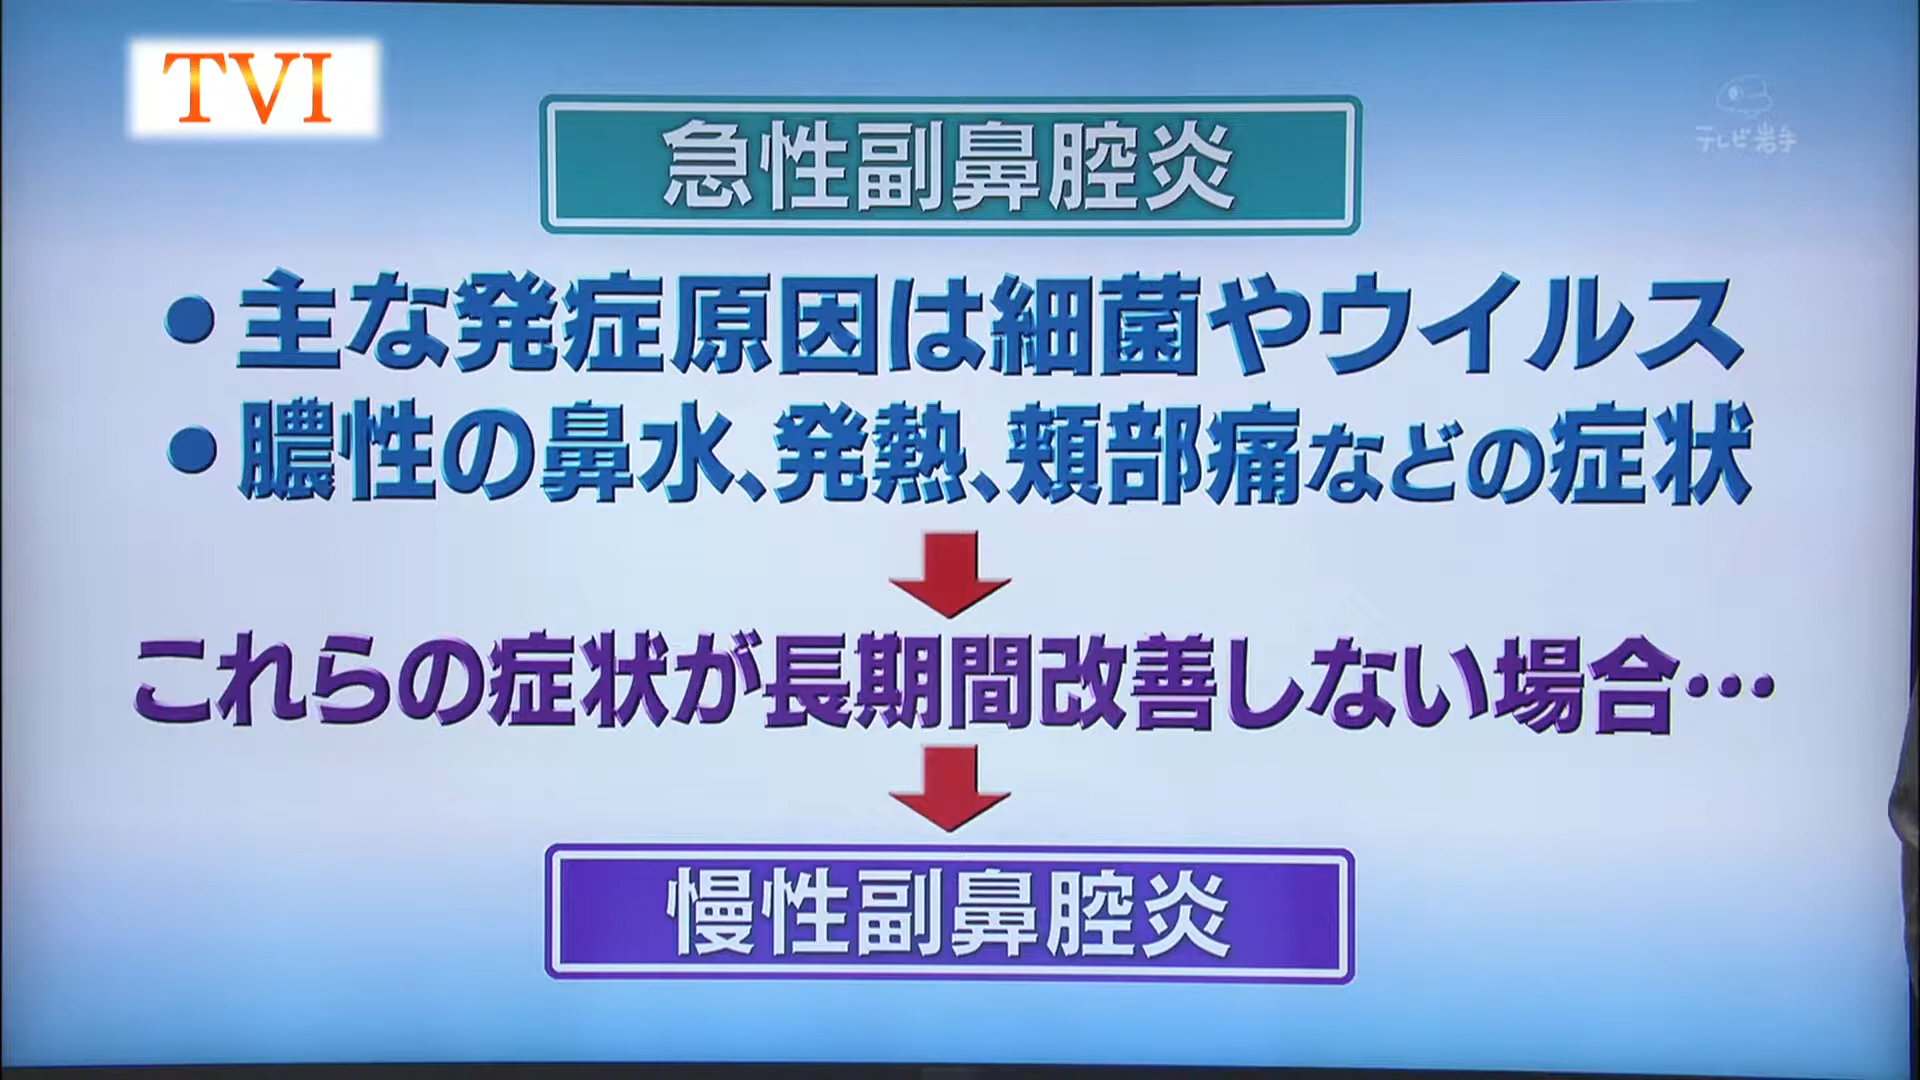 TVI
テレビ岩手
急性副鼻腔炎
•主な発症原因は細菌やウイルス
•膿性の鼻水、発熱、頬部痛などの症状
これらの症状が長期間改善しない場合…
慢性副鼻腔炎